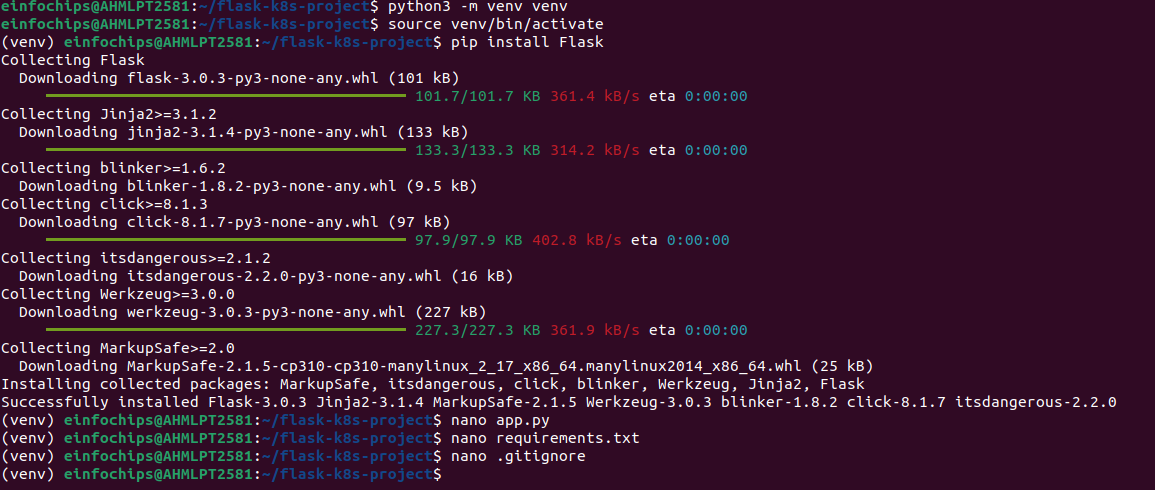 einfochips@AHMLPT2581:~/flask-k8s-project$ python3 -m venv venv
einfochips@AHMLPT2581:~/flask-k8s-project$ source venv/bin/activate
(venv) einfochips@AHMLPT2581:~/flask-k8s-project$ pip install Flask
Collecting Flask
  Downloading flask-3.0.3-py3-none-any.whl (101 kB)
101.7/101.7 KB 361.4 kB/s eta 0:00:00
Collecting Jinja2>=3.1.2
  Downloading jinja2-3.1.4-py3-none-any.whl (133 kB)
133.3/133.3 KB 314.2 kB/s eta 0:00:00
Collecting blinker>=1.6.2
  Downloading blinker-1.8.2-py3-none-any.whl (9.5 kB)
Collecting click>=8.1.3
  Downloading click-8.1.7-py3-none-any.whl (97 kB)
97.9/97.9 KB 402.8 kB/s eta 0:00:00
Collecting itsdangerous>=2.1.2
  Downloading itsdangerous-2.2.0-py3-none-any.whl (16 kB)
Collecting Werkzeug>=3.0.0
  Downloading werkzeug-3.0.3-py3-none-any.whl (227 kB)
227.3/227.3 KB 361.9 kB/s eta 0:00:00
Collecting MarkupSafe>=2.0
  Downloading MarkupSafe-2.1.5-cp310-cp310-manylinux_2_17_x86_64.manylinux2014_x86_64.whl (25 kB)
Installing collected packages: MarkupSafe, itsdangerous, click, blinker, Werkzeug, Jinja2, Flask
Successfully installed Flask-3.0.3 Jinja2-3.1.4 MarkupSafe-2.1.5 Werkzeug-3.0.3 blinker-1.8.2 click-8.1.7 itsdangerous-2.2.0
(venv) einfochips@AHMLPT2581:~/flask-k8s-project$ nano app.py
(venv) einfochips@AHMLPT2581:~/flask-k8s-project$ nano requirements.txt
(venv) einfochips@AHMLPT2581:~/flask-k8s-project$ nano .gitignore
(venv) einfochips@AHMLPT2581:~/flask-k8s-project$